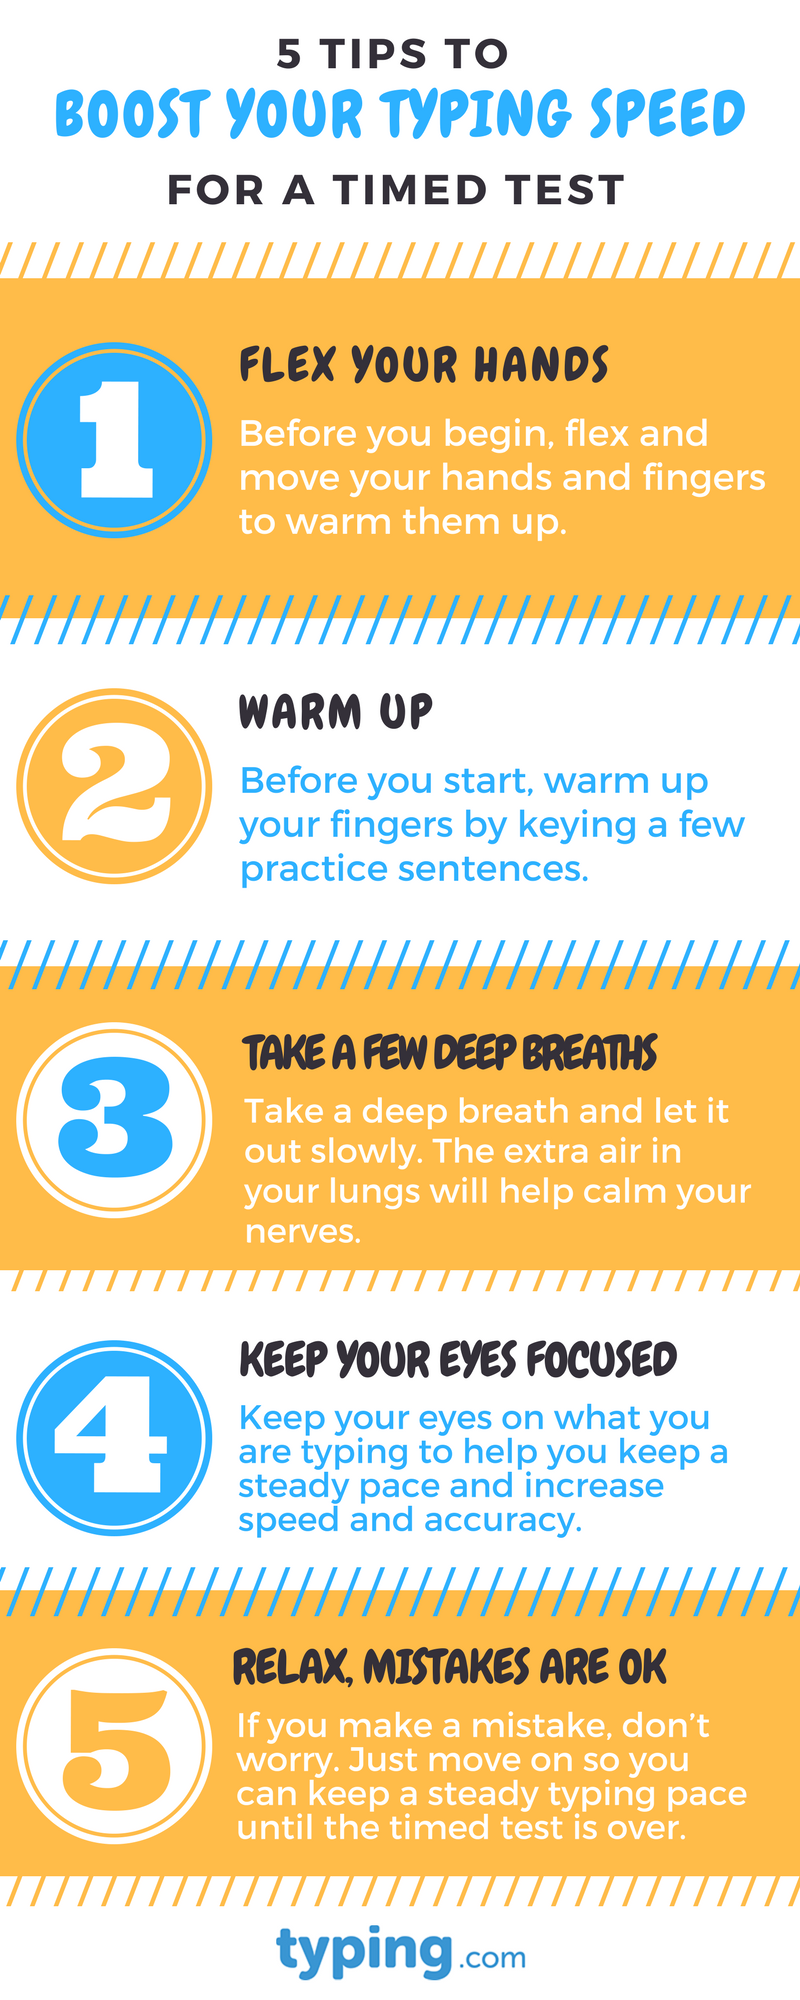 5 TIPS TO
BOOST YOUR TYPING SPEED
FOR A TIMED TEST
1
FLEX YOUR HANDS
Before you begin, flex and
move your hands and fingers
to warm them up.
2
WARM UP
Before you start, warm up
your fingers by keying a few
practice sentences.
3
TAKE A FEW DEEP BREATHS
Take a deep breath and let it
out slowly. The extra air in
your lungs will help calm your
nerves.
4
KEEP YOUR EYES FOCUSED
Keep your eyes on what you
are typing to help you keep a
steady pace and increase
speed and accuracy.
5
RELAX, MISTAKES ARE OK
If you make a mistake, don't
worry. Just move on so you
can keep a steady typing pace
until the timed test is over.
typing.com